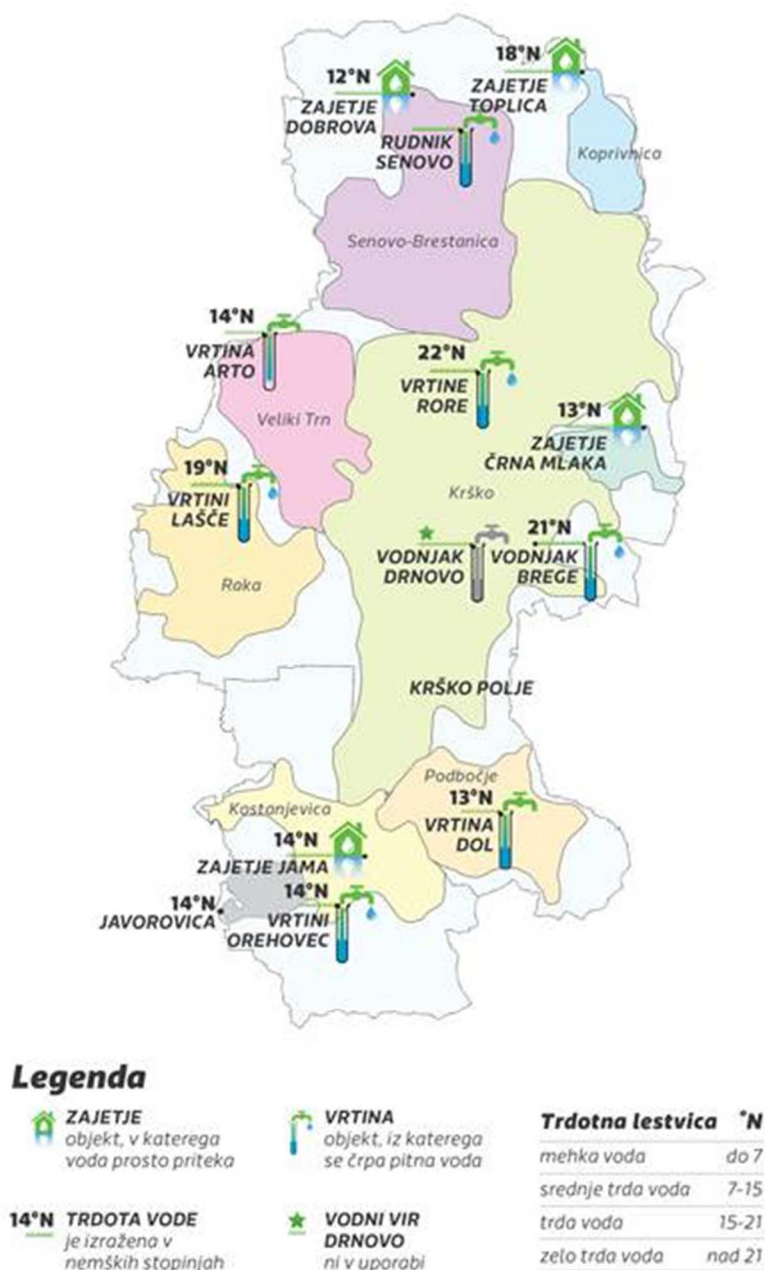 18°N
ZAJETJE
TOPLICA
12°N
ZAJETJE
DOBROVA
RUDNIK
SENOVO
Koprivnica
Senovo-Brestanica
14°N
VRTINA
ARTO
22°N
VRTINE
RORE
Veliki Trn
13°N
ZAJETJE
ČRNA MLAKA
19°N
VRTINI
LAŠČE
Krško
21°N
VODNJAK
DRNOVO
VODNJAK
BREGE
Raka
KRŠKO POLJE
Podbočje
13°N
VRTINA
DOL
Kostanjevica
14°N
ZAJETJE JAMA
14°N
VRTINI
OREHOVEC
14°N
JAVOROVICA
Legenda
ZAJETJE
objekt, v katerega
voda prosto priteka
VRTINA
objekt, iz katerega
se črpa pitna voda
14°N TRDOTA VODE
je izražena v
nemških stopinjah
VODNI VIR
DRNOVO
ni v uporabi
Trdotna lestvica °N
mehka voda do 7
srednje trda voda 7-15
trda voda 15-21
zelo trda voda nad 21